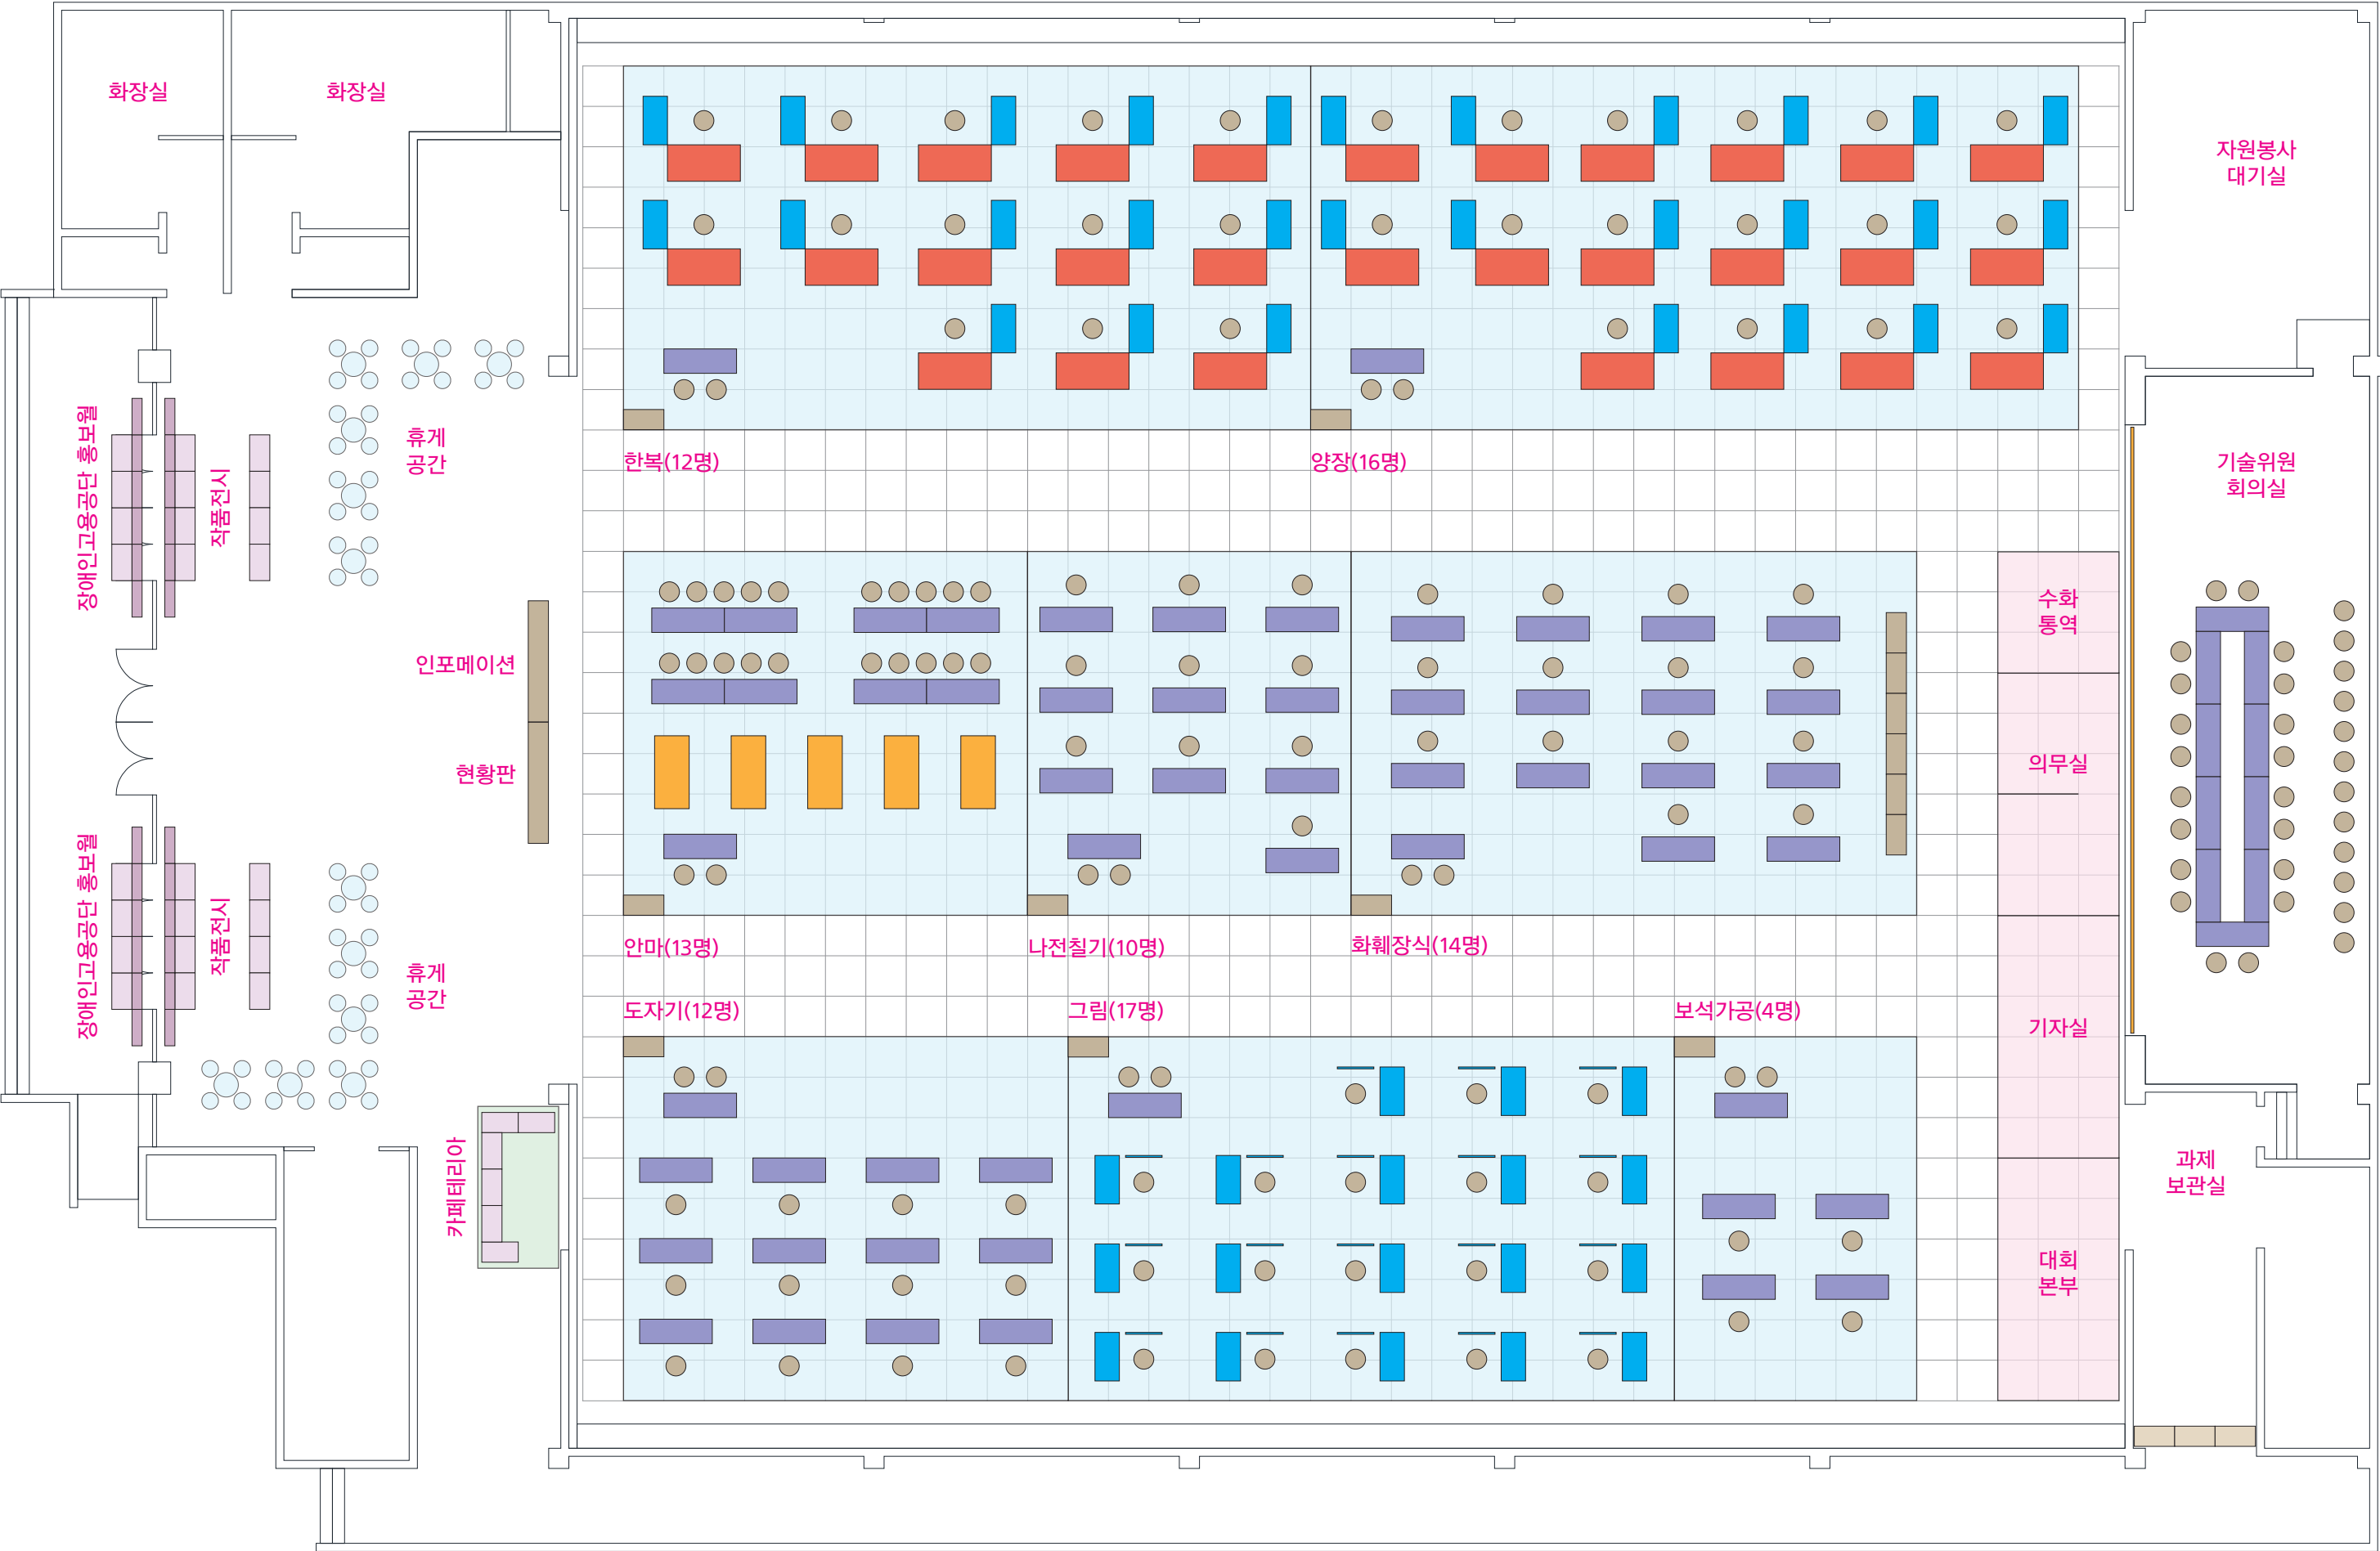 화장실
화장실
자원봉사
대기실
장애인고용공단 홍보월
작품전시
휴게
공간
한복(12명)
양장(16명)
기술위원
회의실
인포메이션
현황판
수화
통역
의무실
장애인고용공단 홍보월
작품전시
휴게
공간
안마(13명)
나전칠기(10명)
화훼장식(14명)
도자기(12명)
그림(17명)
보석가공(4명)
기자실
카페테리아
과제
보관실
대회
본부